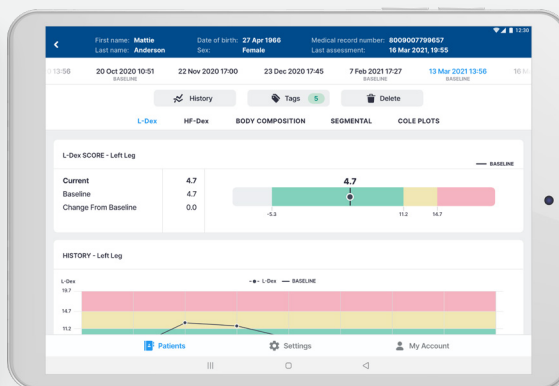 12:30
First name: Mattie Date of birth: 27 Apr 1966 Medical record number: 8009007799657
Last name: Anderson Sex: Female Last assessment: 16 Mar 2021, 19:55
13:56 20 Oct 2020 10:51 22 Nov 2020 17:00 23 Dec 2020 17:45 7 Feb 2021 17:27 13 Mar 2021 13:56 16 M
BASELINE BASELINE BASELINE
History Tags 5 Delete
L-Dex HF-Dex BODY COMPOSITION SEGMENTAL COLE PLOTS
L-Dex SCORE - Left Leg
BASELINE
Current 4.7 4.7
Baseline 4.7
Change From Baseline 0.0
-5.3 11.2 14.7
HISTORY - Left Leg
L-Dex L-Dex BASELINE
19.7
14.7
11.2
Patients Settings My Account